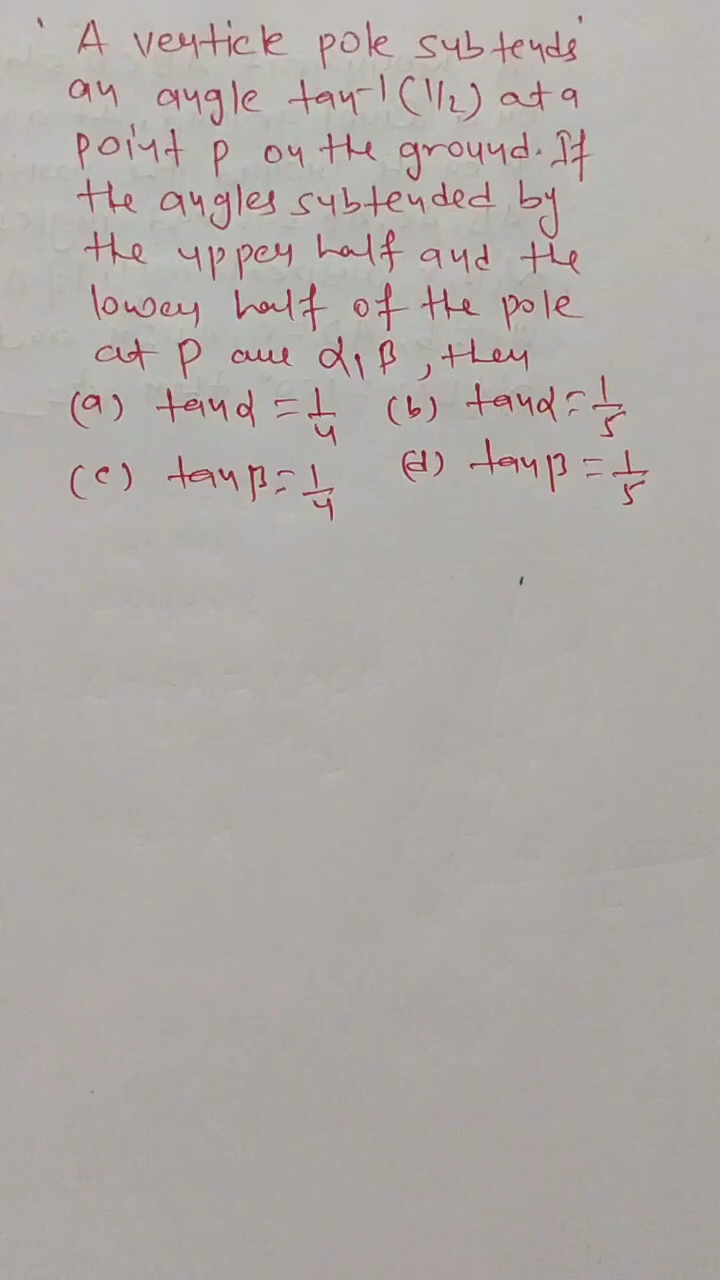 A vertick pole subtends
an angle tan-1 (1/2) at a
point p on the ground. If
the angles subtended by
the upper half and the
lower half of the pole
at P are α, β, then
(a) tanα = 1/4 (b) tanα = 1/5
(c) tanβ = 1/4 (d) tanβ = 1/5